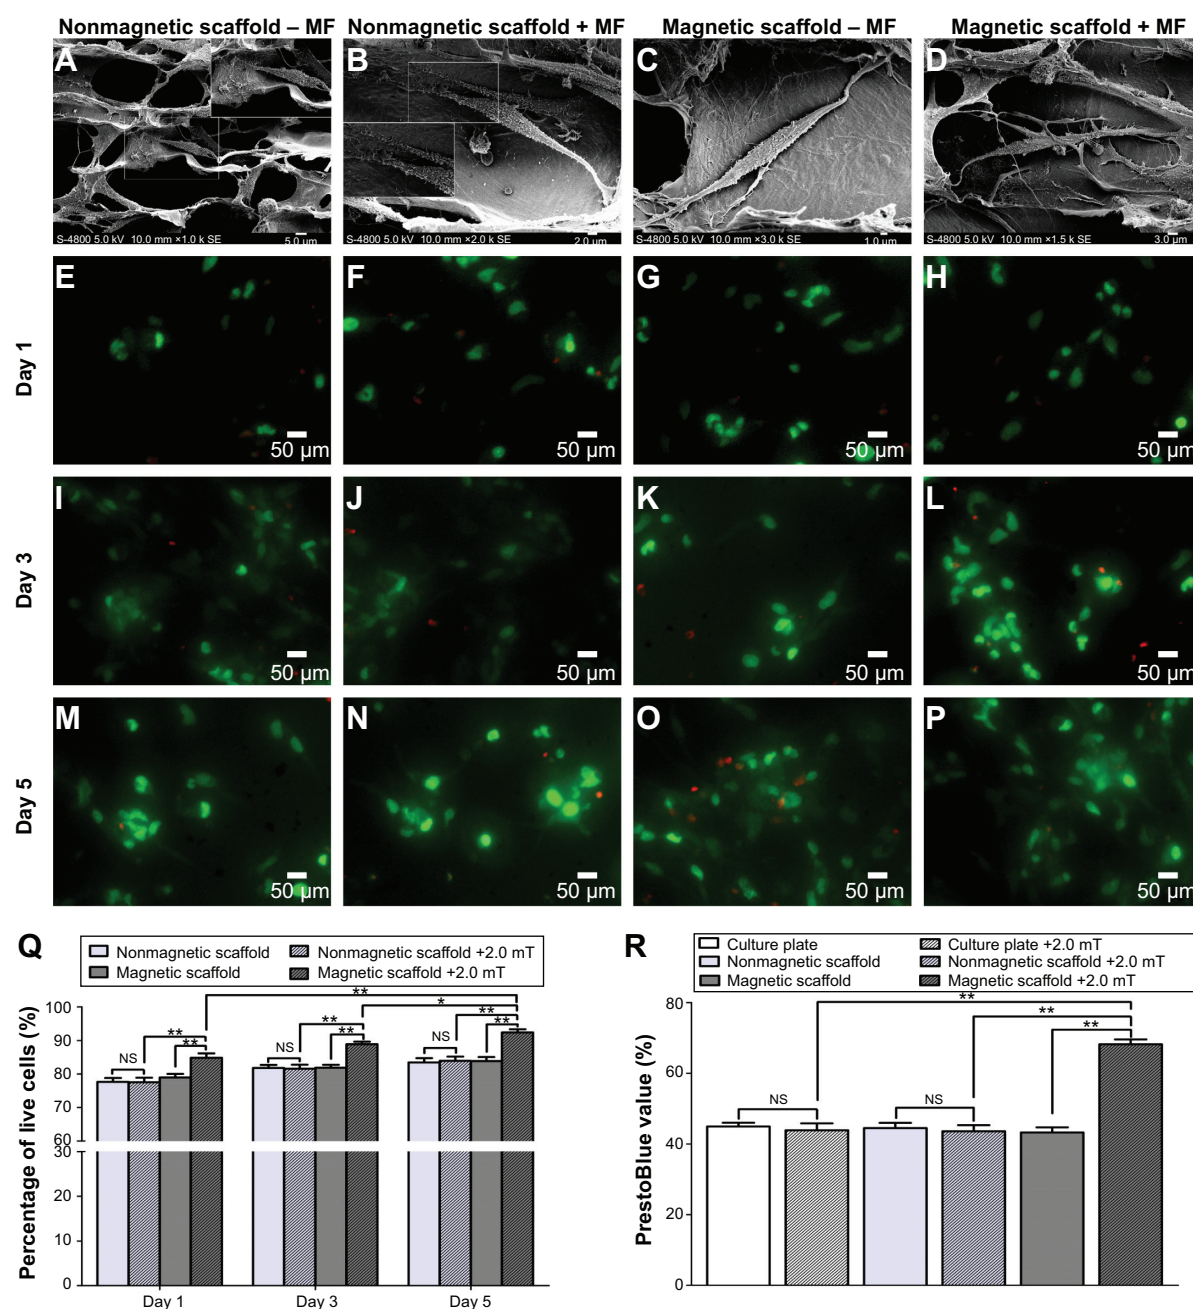 Nonmagnetic scaffold – MF Nonmagnetic scaffold + MF Magnetic scaffold – MF Magnetic scaffold + MF
A B C D
S-4800 5.0 kV 10.0 mm ×1.0 k SE 5.0 µm S-4800 5.0 kV 10.0 mm ×2.0 k SE 2.0 µm S-4800 5.0 kV 10.0 mm ×3.0 k SE 1.0 µm S-4800 5.0 kV 10.0 mm ×1.5 k SE 3.0 µm
Day 1
E F G H
50 µm 50 µm 50 µm 50 µm
Day 3
I J K L
50 µm 50 µm 50 µm 50 µm
Day 5
M N O P
50 µm 50 µm 50 µm 50 µm
Q
Nonmagnetic scaffold Nonmagnetic scaffold +2.0 mT
Magnetic scaffold Magnetic scaffold +2.0 mT
Percentage of live cells (%)
100
90
80
70
60
30
20
10
0
NS ** **
NS ** **
NS ** **
*
**
Day 1 Day 3 Day 5
R
Culture plate Culture plate +2.0 mT
Nonmagnetic scaffold Nonmagnetic scaffold +2.0 mT
Magnetic scaffold Magnetic scaffold +2.0 mT
PrestoBlue value (%)
80
60
40
20
0
NS NS
**
**
**